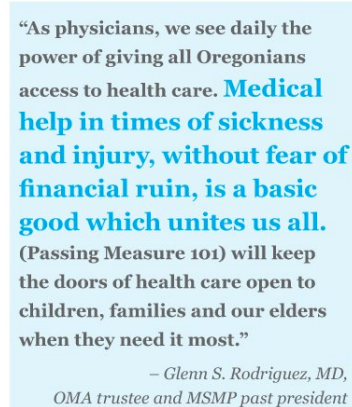 “As physicians, we see daily the
power of giving all Oregonians
access to health care. Medical
help in times of sickness
and injury, without fear of
financial ruin, is a basic
good which unites us all.
(Passing Measure 101) will keep
the doors of health care open to
children, families and our elders
when they need it most.”
– Glenn S. Rodriguez, MD,
OMA trustee and MSMP past president